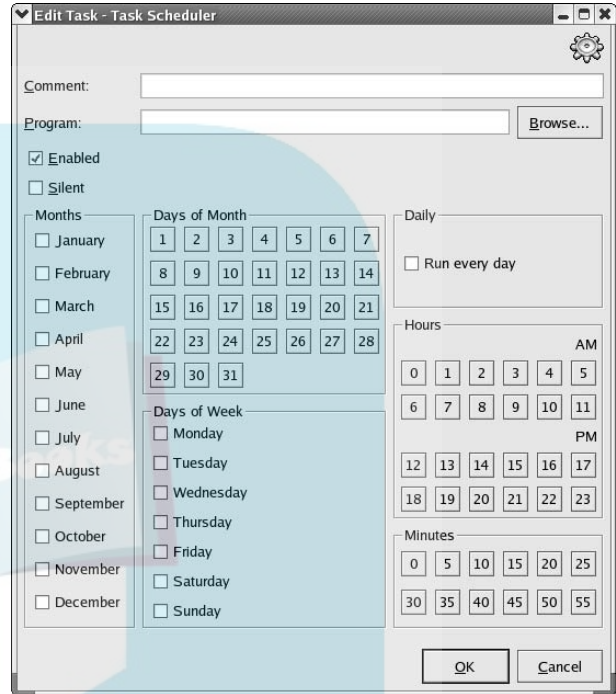 Edit Task - Task Scheduler
Comment:
Program:
Browse...
Enabled
Silent
Months
January
February
March
April
May
June
July
August
September
October
November
December
Days of Month
1 2 3 4 5 6 7
8 9 10 11 12 13 14
15 16 17 18 19 20 21
22 23 24 25 26 27 28
29 30 31
Days of Week
Monday
Tuesday
Wednesday
Thursday
Friday
Saturday
Sunday
Daily
Run every day
Hours
AM
0 1 2 3 4 5
6 7 8 9 10 11
PM
12 13 14 15 16 17
18 19 20 21 22 23
Minutes
0 5 10 15 20 25
30 35 40 45 50 55
OK
Cancel